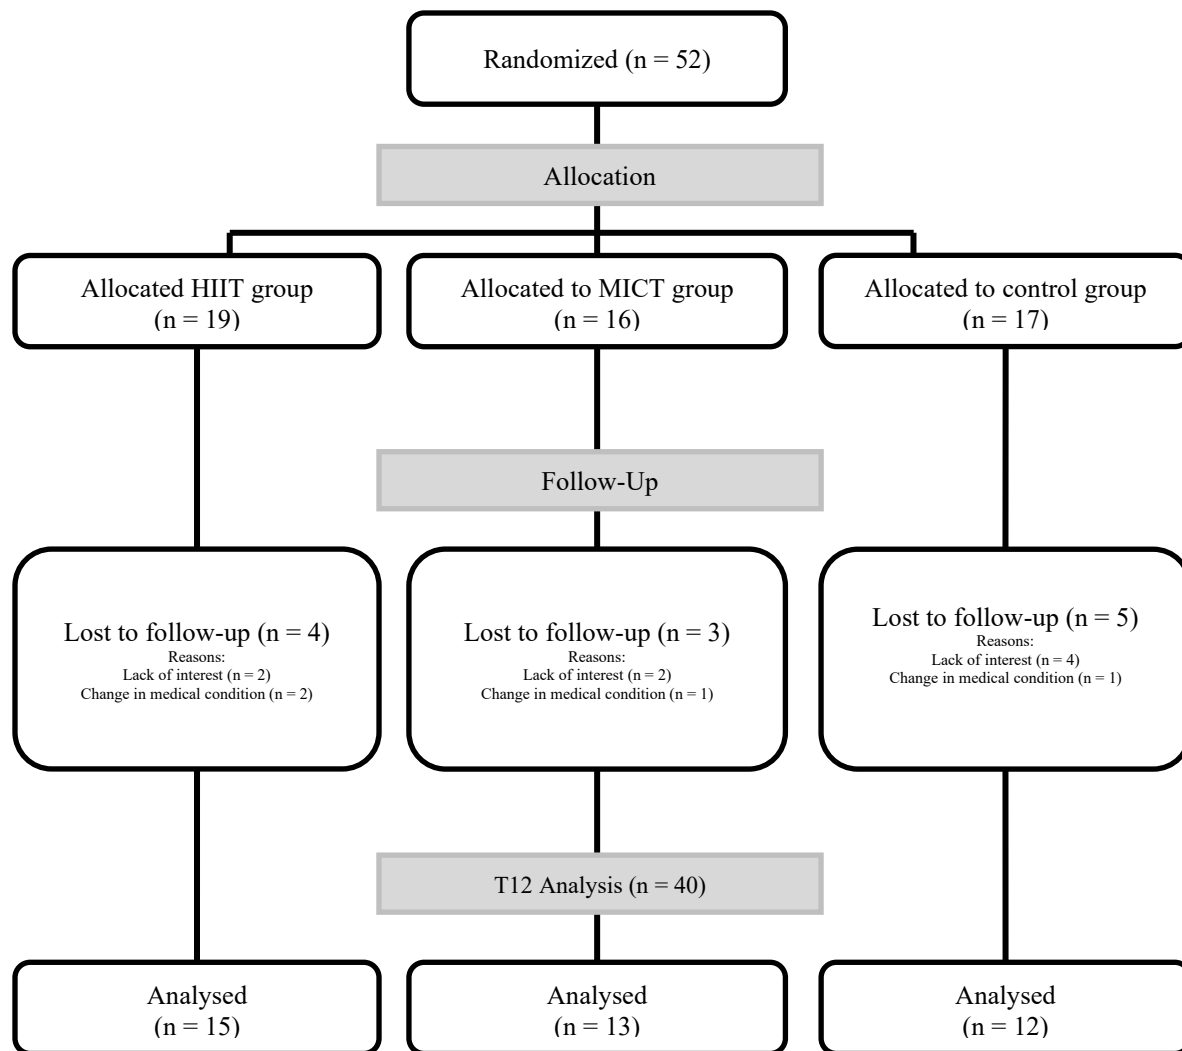 Randomized (n = 52)
Allocation
Allocated HIIT group
(n = 19)
Allocated to MICT group
(n = 16)
Allocated to control group
(n = 17)
Follow-Up
Lost to follow-up (n = 4)
Reasons:
Lack of interest (n = 2)
Change in medical condition (n = 2)
Lost to follow-up (n = 3)
Reasons:
Lack of interest (n = 2)
Change in medical condition (n = 1)
Lost to follow-up (n = 5)
Reasons:
Lack of interest (n = 4)
Change in medical condition (n = 1)
T12 Analysis (n = 40)
Analysed
(n = 15)
Analysed
(n = 13)
Analysed
(n = 12)